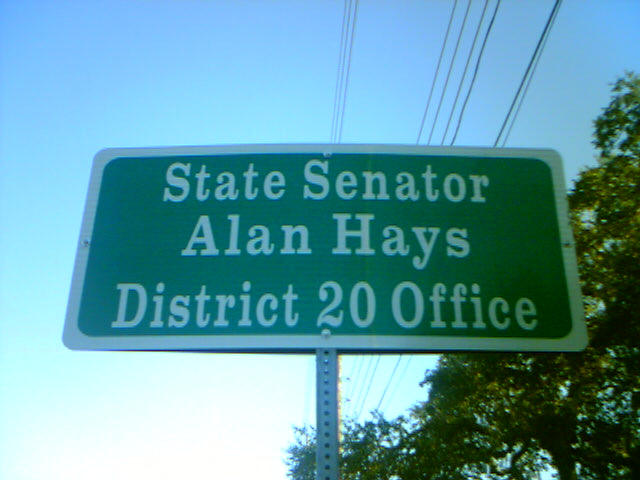 State Senator
Alan Hays
District 20 Office